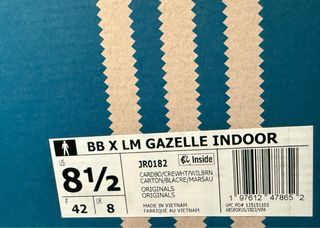 BB X LM GAZELLE INDOOR
US
8½
F
42
UK
8
JR0182
Inside
CARDBO/CREWHT/WILBRN
CARTON/BLACRE/MARSAU
ORIGINALS
ORIGINALS
MADE IN VIETNAM
FABRIQUÉ AU VIETNAM
1 97612 47865 2